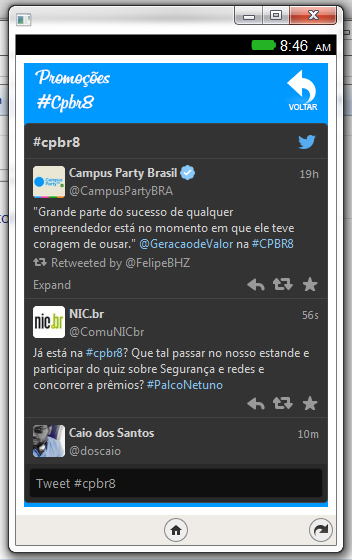 8:46 AM
Promoções
#Cpbr8
VOLTAR
#cpbr8
Campus Party Brasil 19h
@CampusPartyBRA
"Grande parte do sucesso de qualquer
empreendedor está no momento em que ele teve
coragem de ousar." @GeracaodeValor na #CPBR8
Retweeted by @FelipeBHZ
Expand
nic.br
NIC.br 56s
@ComuNICbr
Já está na #cpbr8? Que tal passar no nosso estande e
participar do quiz sobre Segurança e redes e
concorrer a prêmios? #PalcoNetuno
Caio dos Santos 10m
@doscaio
Tweet #cpbr8